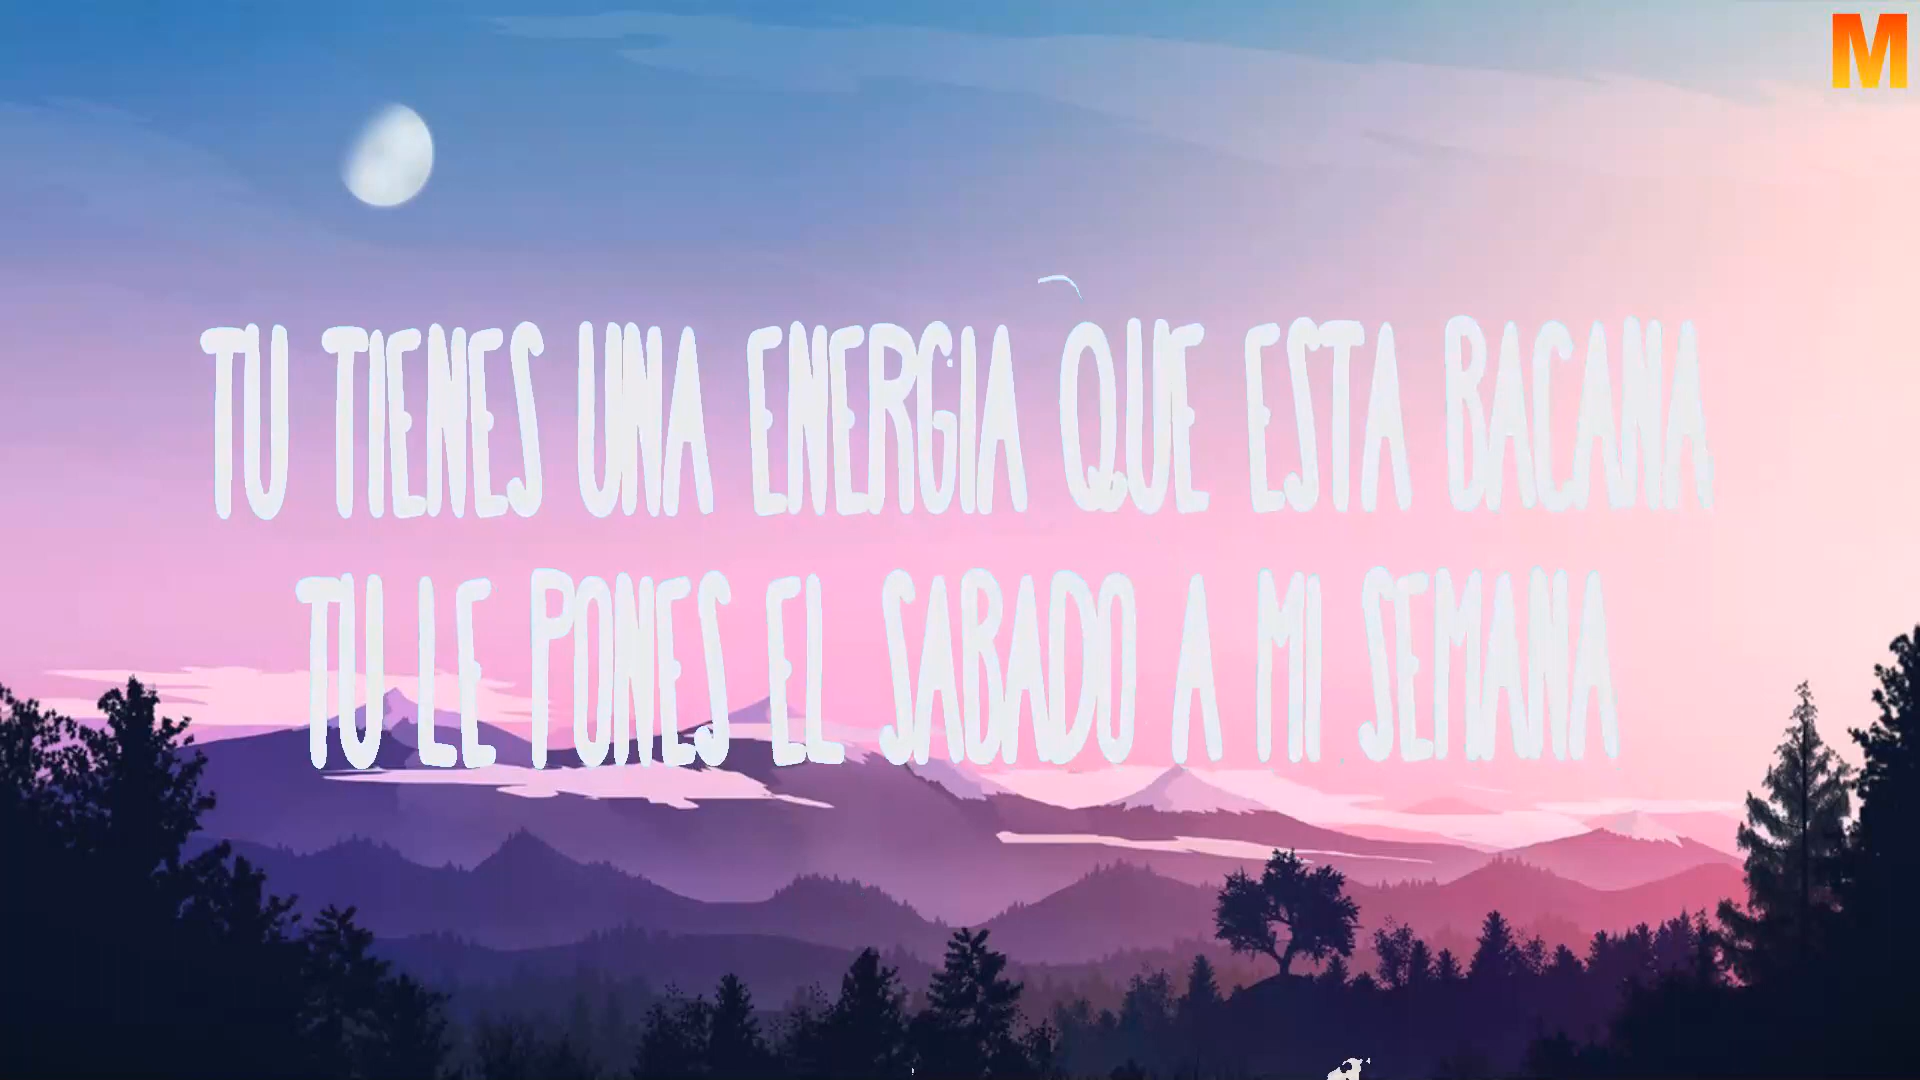 M
TU TIENES UNA ENERGIA QUE ESTA BACANA
TU LE PONES EL SABADO A MI SEMANA